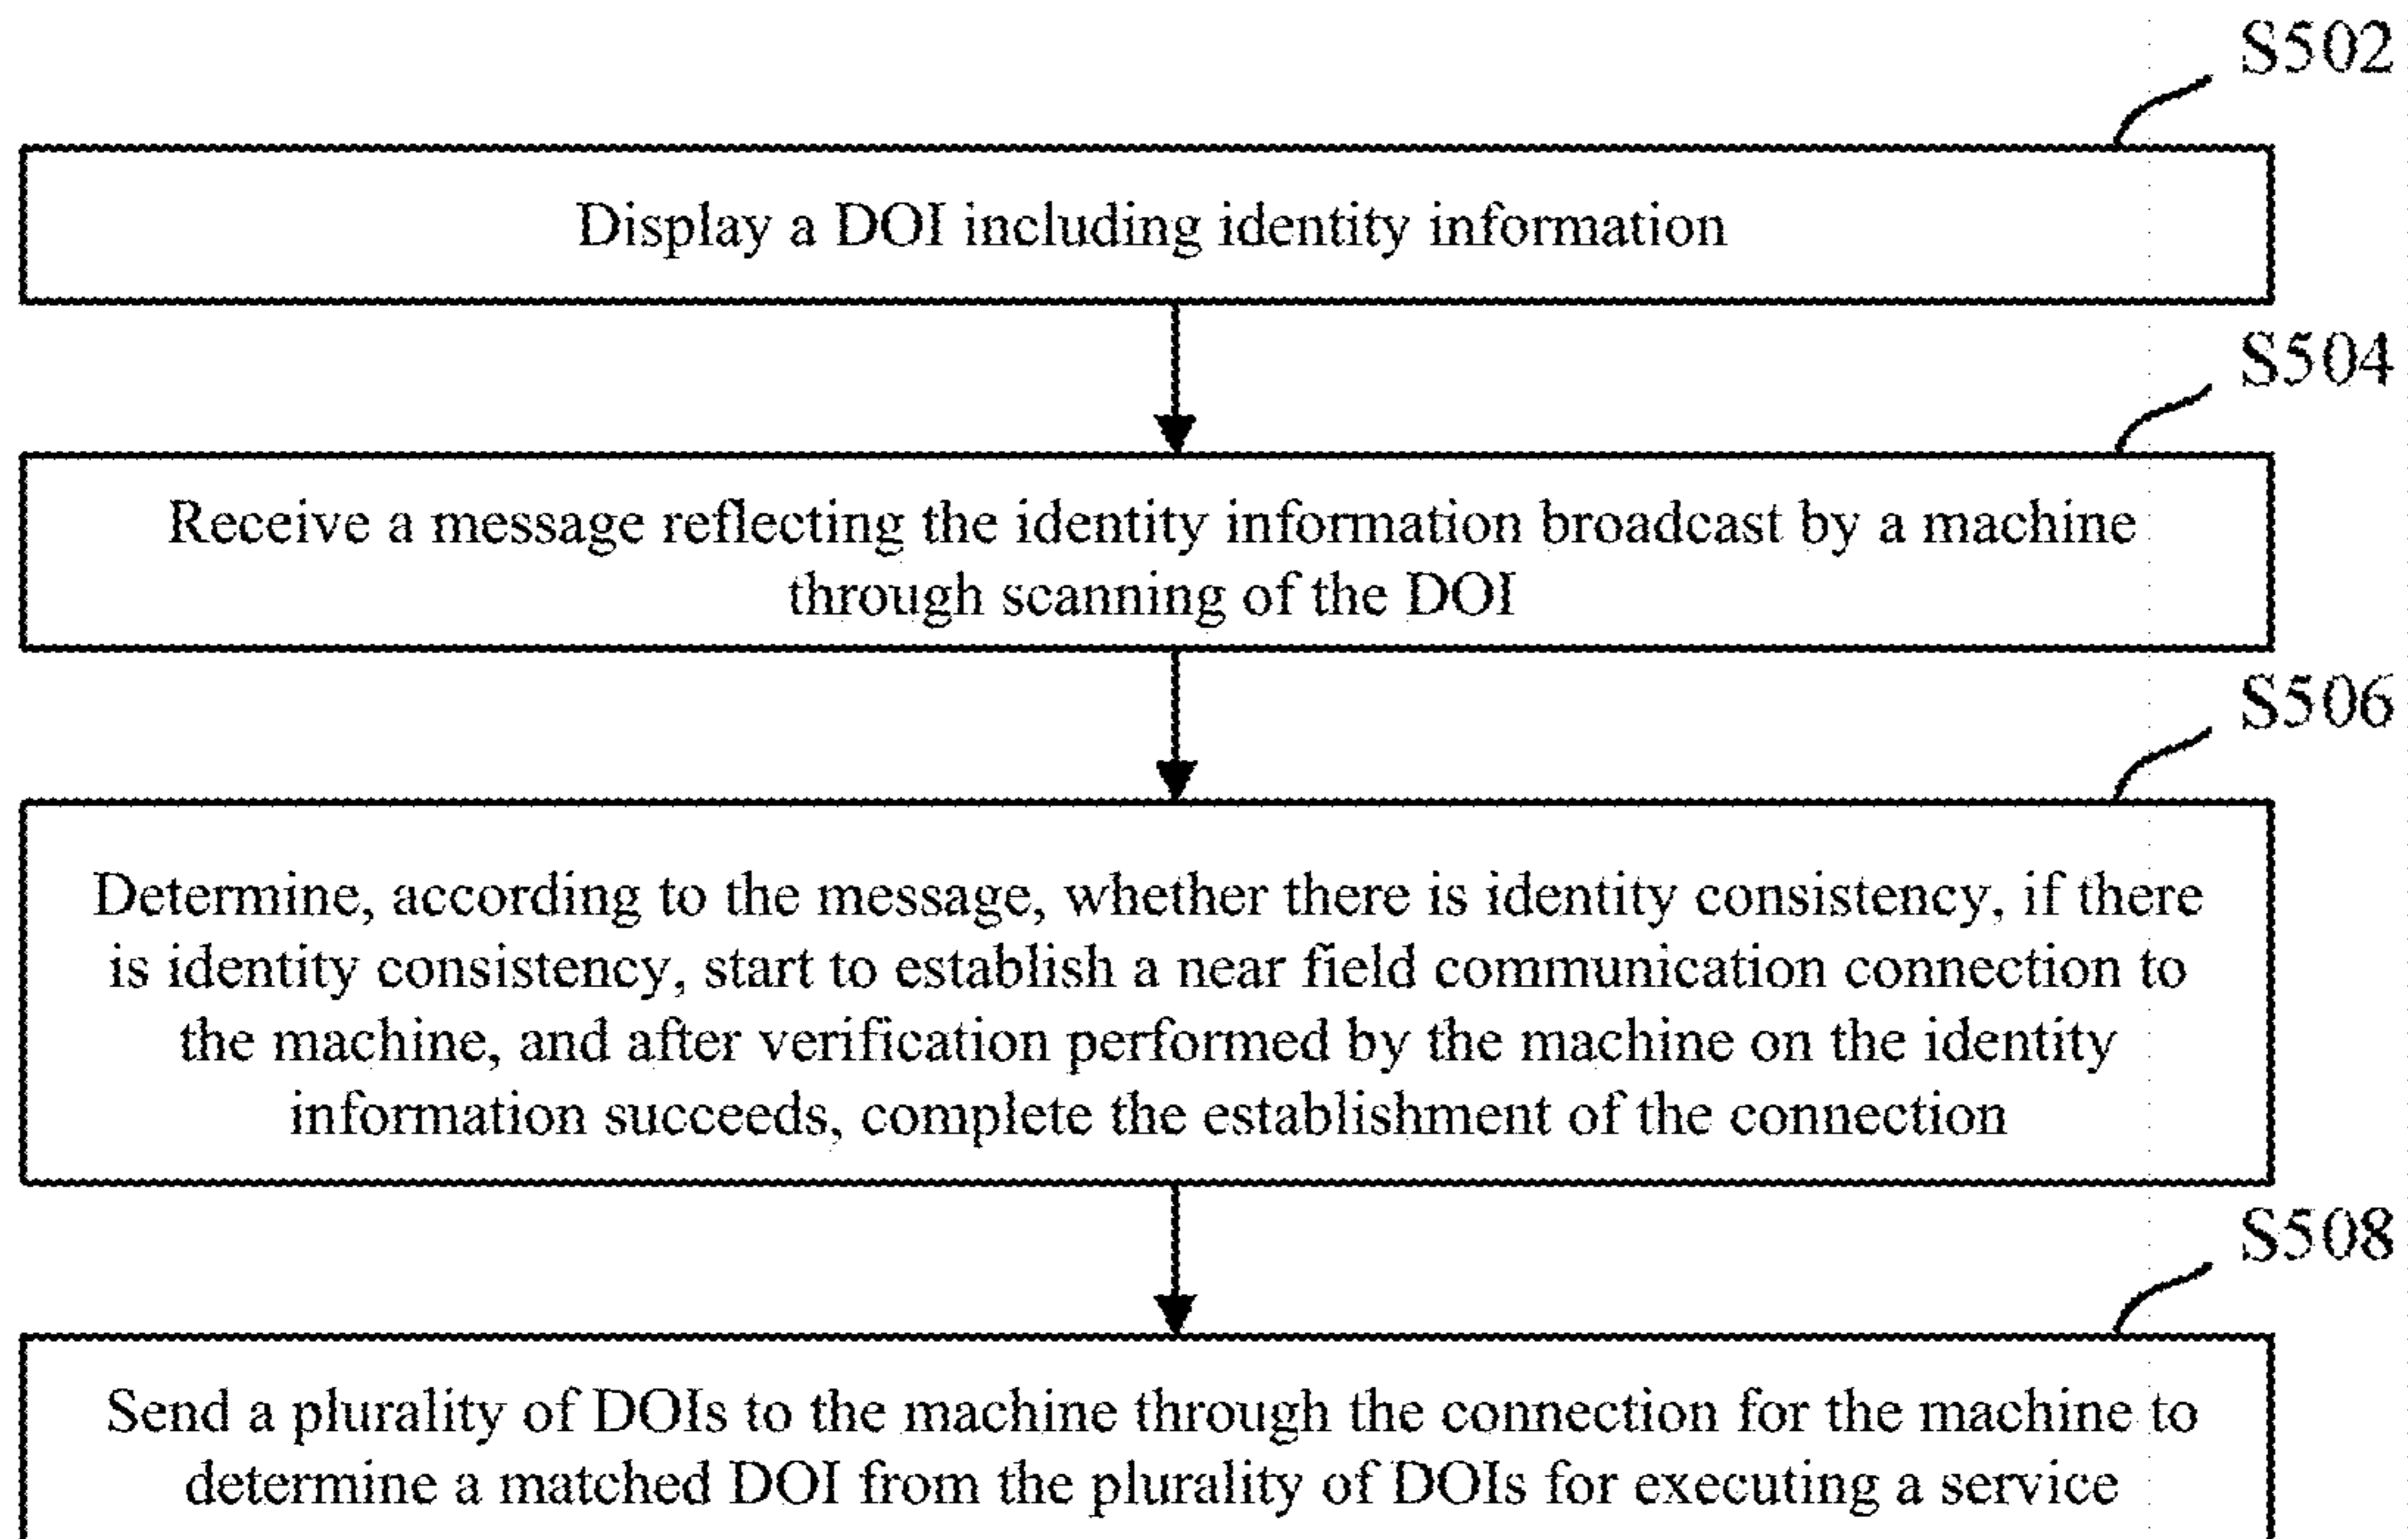 S502
Display a DOI including identity information
S504
Receive a message reflecting the identity information broadcast by a machine
through scanning of the DOI
S506
Determine, according to the message, whether there is identity consistency, if there
is identity consistency, start to establish a near field communication connection to
the machine, and after verification performed by the machine on the identity
information succeeds, complete the establishment of the connection
S508
Send a plurality of DOIs to the machine through the connection for the machine to
determine a matched DOI from the plurality of DOIs for executing a service